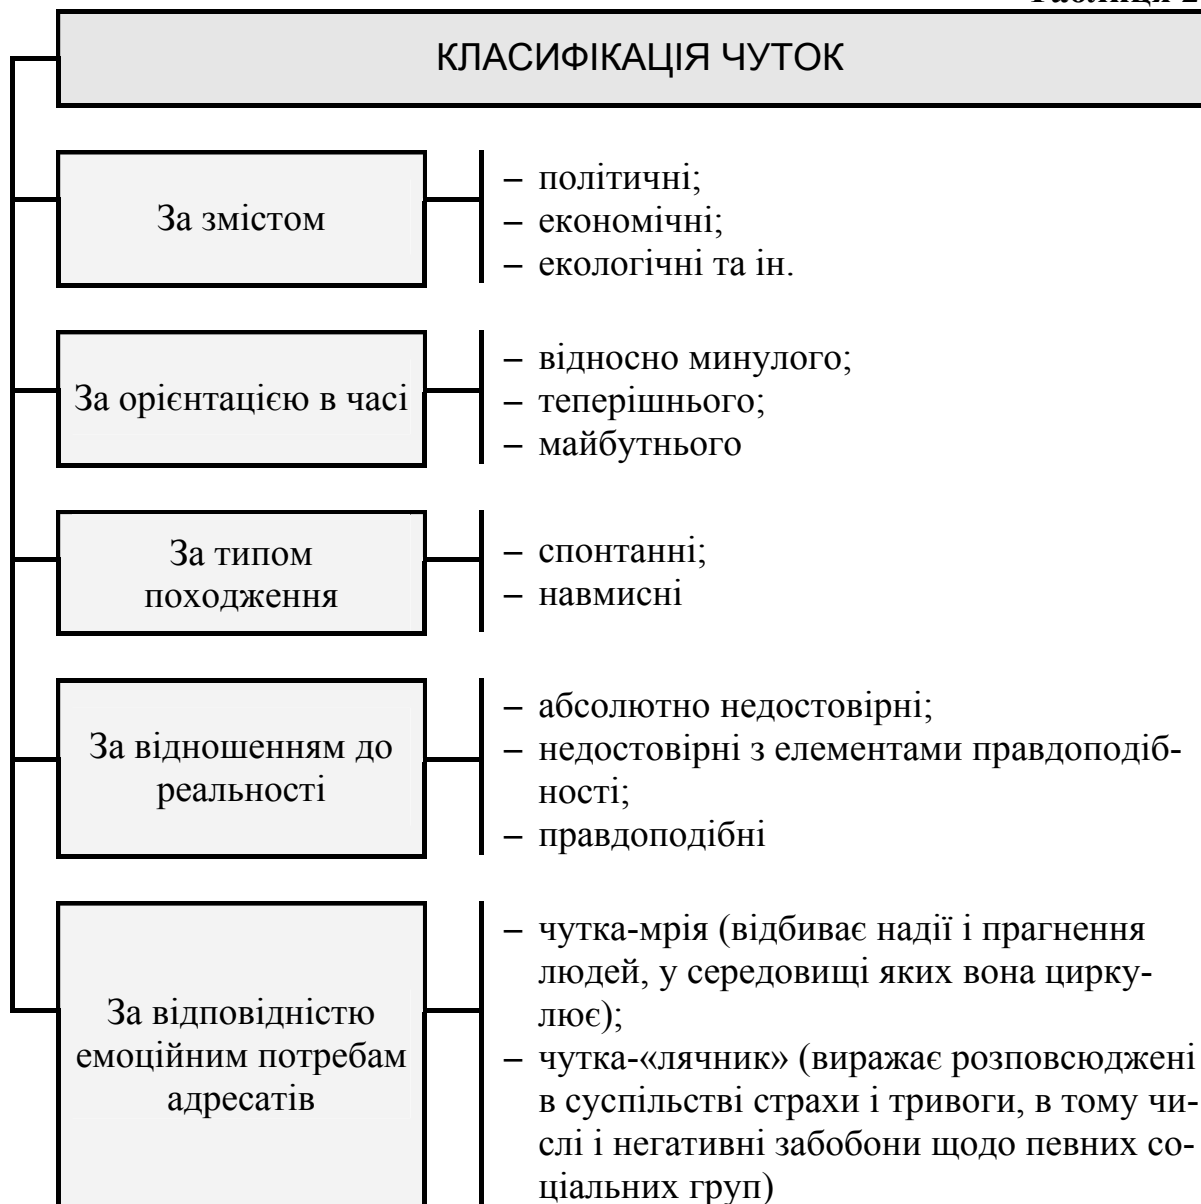 КЛАСИФІКАЦІЯ ЧУТОК
За змістом
– політичні;
– економічні;
– екологічні та ін.
За орієнтацією в часі
– відносно минулого;
– теперішнього;
– майбутнього
За типом
походження
– спонтанні;
– навмисні
За відношенням до
реальності
– абсолютно недостовірні;
– недостовірні з елементами правдоподіб-
ності;
– правдоподібні
За відповідністю
емоційним потребам
адресатів
– чутка-мрія (відбиває надії і прагнення
людей, у середовищі яких вона цирку-
лює);
– чутка-«лячник» (виражає розповсюджені
в суспільстві страхи і тривоги, в тому чи-
слі і негативні забобони щодо певних со-
ціальних груп)